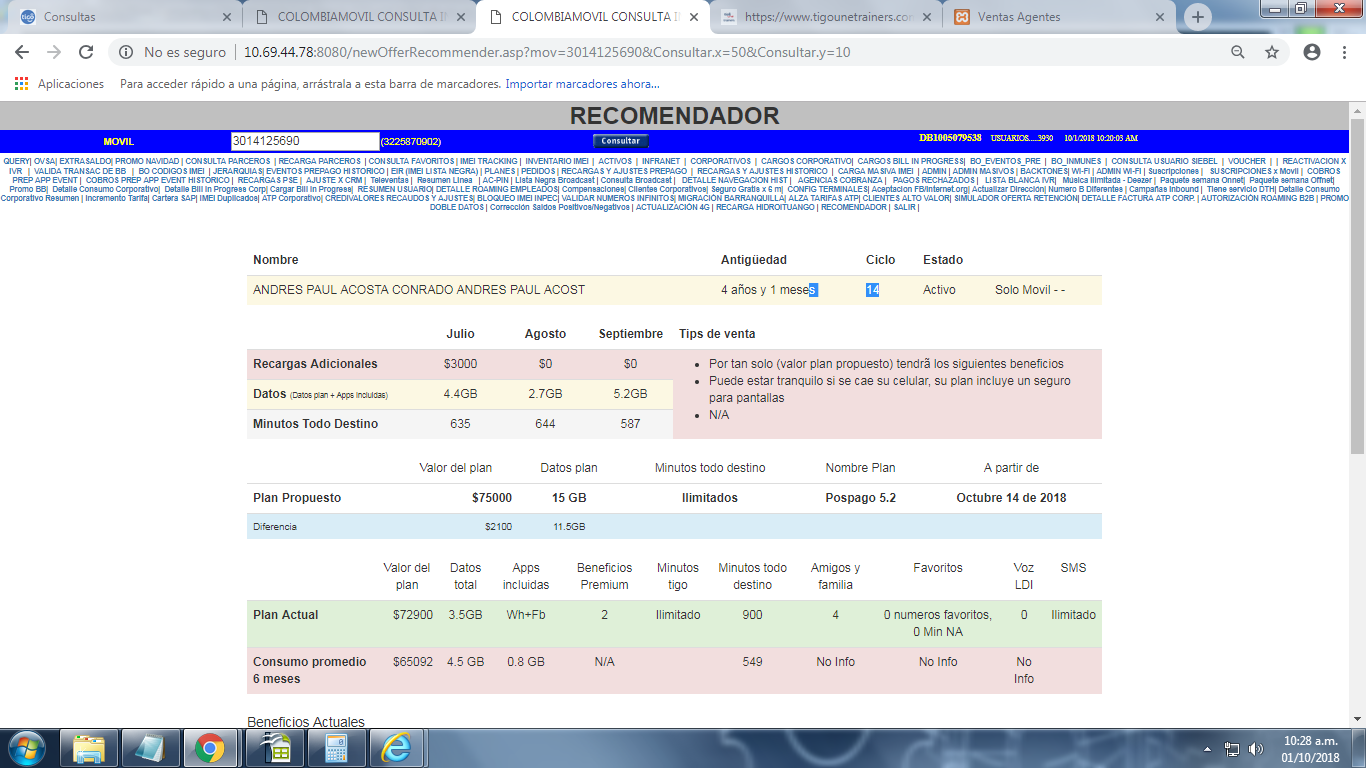 Consultas
COLOMBIAMOVIL CONSULTA I
COLOMBIAMOVIL CONSULTA I
https://www.tigounetrainers.co
Ventas Agentes
No es seguro | 10.69.44.78:8080/newOfferRecommender.asp?mov=3014125690&Consultar.x=50&Consultar.y=10
Aplicaciones Para acceder rápido a una página, arrástrala a esta barra de marcadores. Importar marcadores ahora...
RECOMENDADOR
MOVIL 3014125690 (3225870902) Consultar DB1005079538 USUARIOS....3930 10/1/2018 10:20:03 AM
QUERY| OVSA| EXTRASALDO| PROMO NAVIDAD | CONSULTA PARCEROS | RECARGA PARCEROS | CONSULTA FAVORITOS | IMEI TRACKING | INVENTARIO IMEI | ACTIVOS | INFRANET | CORPORATIVOS | CARGOS CORPORATIVO| CARGOS BILL IN PROGRESS| BO_EVENTOS_PRE | BO_INMUNES | CONSULTA USUARIO SIEBEL | VOUCHER | | REACTIVACION X
IVR | VALIDA TRANSAC DE BB | BO CODIGOS IMEI | JERARQUIAS| EVENTOS PREPAGO HISTORICO | EIR (IMEI LISTA NEGRA) | PLANES | PEDIDOS | RECARGAS Y AJUSTES PREPAGO | RECARGAS Y AJUSTES HISTORICO | CARGA MASIVA IMEI | ADMIN | ADMIN MASIVOS | BACKTONES| WI-FI | ADMIN WI-FI | Suscripciones | SUSCRIPCIONES x Movil | COBROS
PREP APP EVENT | COBROS PREP APP EVENT HISTORICO | RECARGAS PSE | AJUSTE X CRM | Televentas | Resumen Linea | AC-PIN | Lista Negra Broadcast | Consulta Broadcast | DETALLE NAVEGACION HIST | AGENCIAS COBRANZA | PAGOS RECHAZADOS | LISTA BLANCA IVR| Música Ilimitada - Deezer | Paquetes semana Onnet| Paquete semana Offnet|
Promo BB| Detalle Consumo Corporativo| Detalle Bill In Progress Corp| Cargar Bill In Progress| RESUMEN USUARIO| DETALLE ROAMING EMPLEADOS| Compensaciones| Clientes Corporativos| Seguro Gratis x 6 m| CONFIG TERMINALES| Aceptacion FB/Internet.org| Actualizar Dirección| Numero B Diferentes | Campañas Inbound | Tiene servicio DTH| Detalle Consumo
Corporativo Resumen | Incremento Tarifa| Cartera SAP| IMEI Duplicados| ATP Corporativo| CREDIVALORES RECAUDOS Y AJUSTES| BLOQUEO IMEI INPEC| VALIDAR NUMEROS INFINITOS| MIGRACIÓN BARRANQUILLA| ALZA TARIFAS ATP| CLIENTES ALTO VALOR| SIMULADOR OFERTA RETENCIÓN| DETALLE FACTURA ATP CORP. | AUTORIZACIÓN ROAMING B2B | PROMO
DOBLE DATOS | Corrección Saldos Positivos/Negativos | ACTUALIZACIÓN 4G | RECARGA HIDROITUANGO | RECOMENDADOR | SALIR |
Nombre Antigüedad Ciclo Estado
ANDRES PAUL ACOSTA CONRADO ANDRES PAUL ACOST 4 años y 1 meses 14 Activo Solo Movil - -
Julio Agosto Septiembre Tips de venta
Recargas Adicionales $3000 $0 $0
Datos (Datos plan + Apps incluidas) 4.4GB 2.7GB 5.2GB
Minutos Todo Destino 635 644 587
• Por tan solo (valor plan propuesto) tendrã los siguientes beneficios
• Puede estar tranquilo si se cae su celular, su plan incluye un seguro
para pantallas
• N/A
Valor del plan Datos plan Minutos todo destino Nombre Plan A partir de
Plan Propuesto $75000 15 GB Ilimitados Pospago 5.2 Octubre 14 de 2018
Diferencia $2100 11.5GB
Valor del Datos Apps Beneficios Minutos Minutos todo Amigos y Favoritos Voz SMS
plan total incluidas Premium tigo destino familia LDI
Plan Actual $72900 3.5GB Wh+Fb 2 Ilimitado 900 4 0 numeros favoritos, 0 Ilimitado
0 Min NA
Consumo promedio $65092 4.5 GB 0.8 GB N/A 549 No Info No Info No
6 meses Info
Beneficios Actuales
10:28 a.m.
01/10/2018